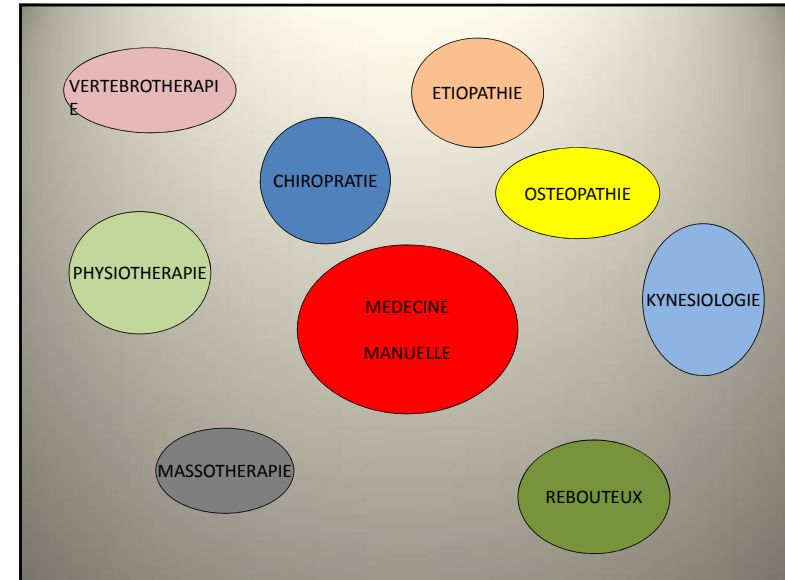 VERTEBROTHERAPI
E
ETIOPATHIE
CHIROPRATIE
OSTEOPATHIE
PHYSIOTHERAPIE
KYNESIOLOGIE
MEDECINE
MANUELLE
MASSOTHERAPIE
REBOUTEUX